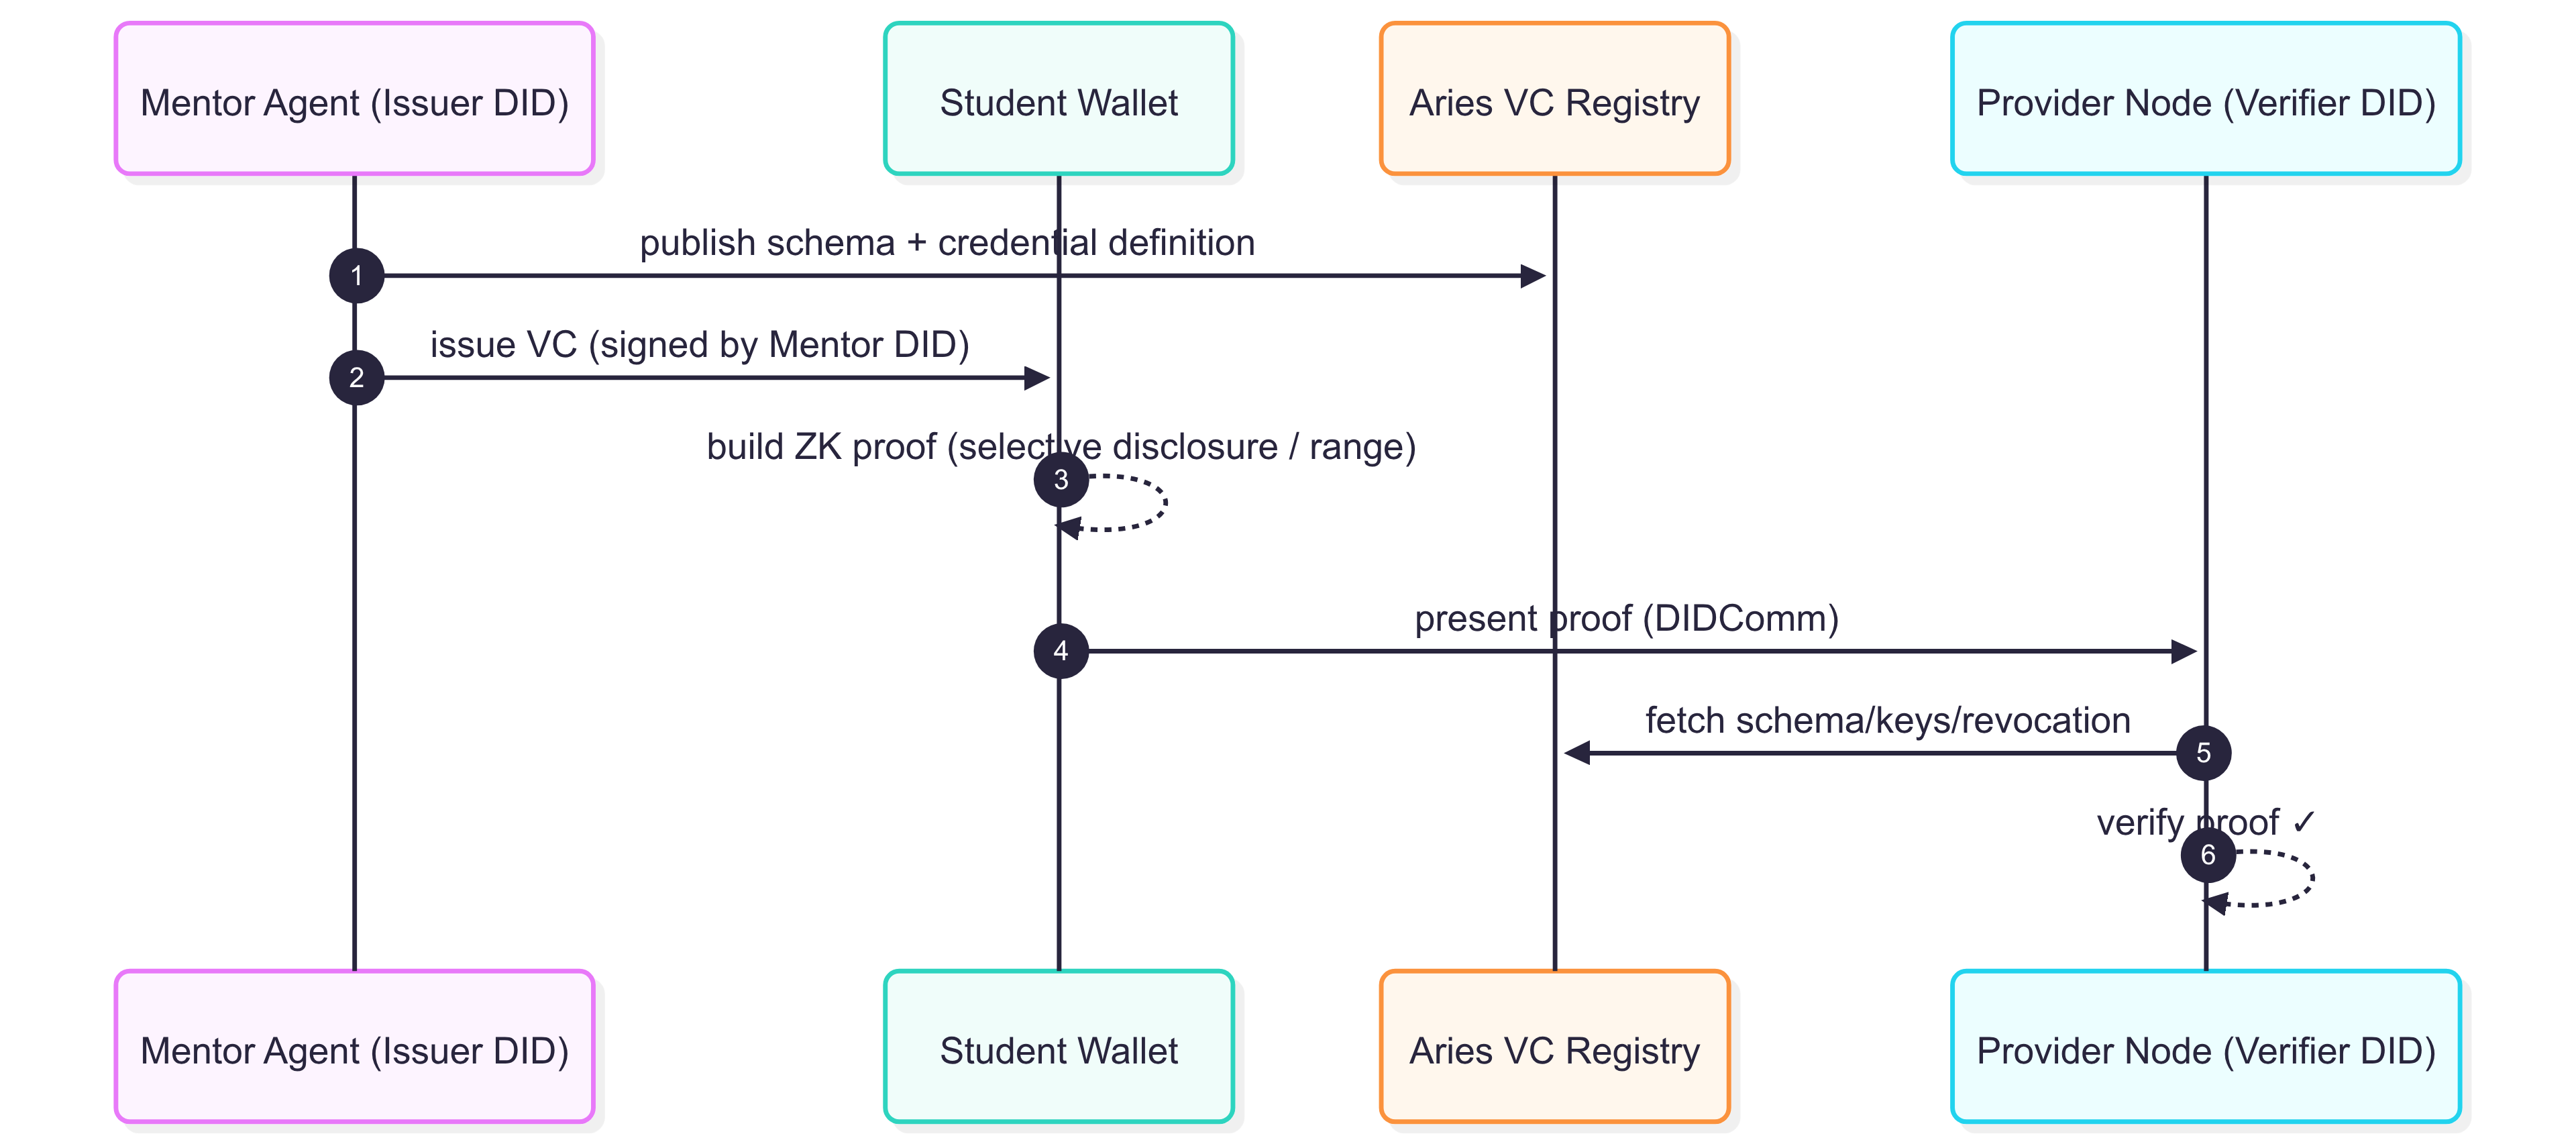 Mentor Agent (Issuer DID)
Student Wallet
Aries VC Registry
Provider Node (Verifier DID)
publish schema + credential definition
1
issue VC (signed by Mentor DID)
2
build ZK proof (selective disclosure / range)
3
present proof (DIDComm)
4
fetch schema/keys/revocation
5
verify proof ✓
6
Mentor Agent (Issuer DID)
Student Wallet
Aries VC Registry
Provider Node (Verifier DID)